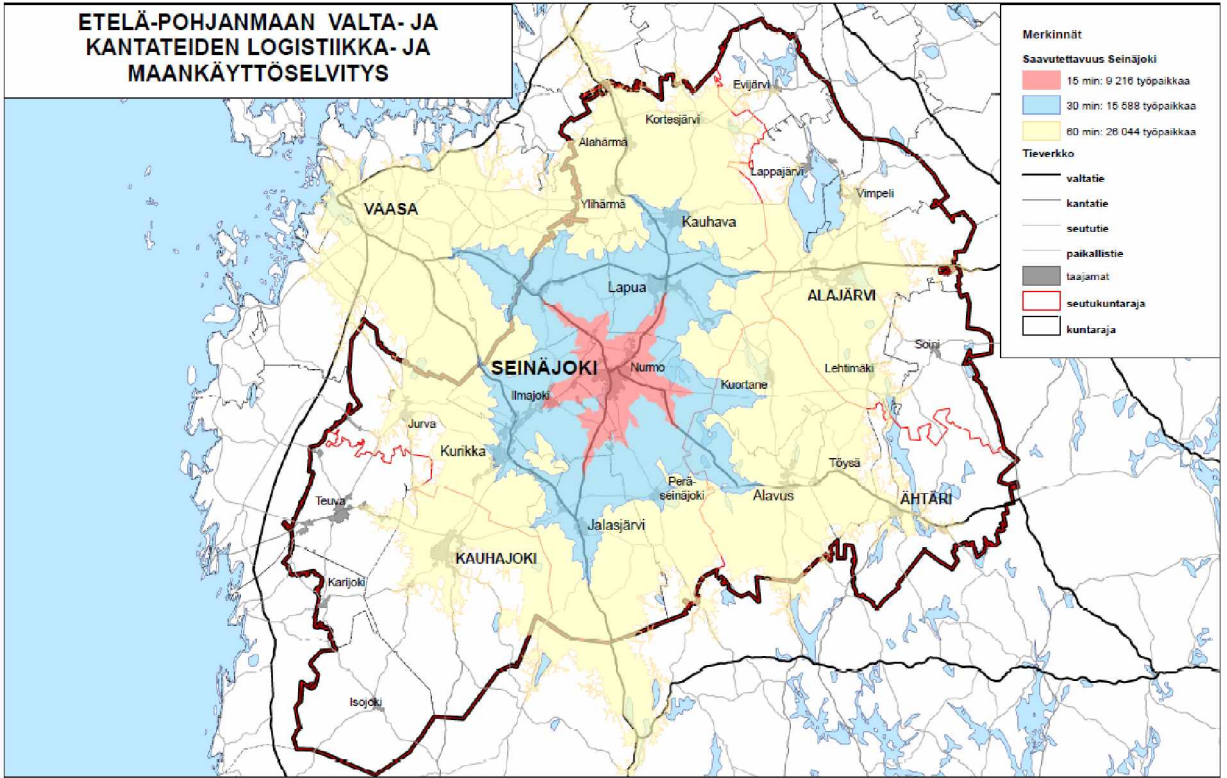 ETELÄ-POHJANMAAN VALTA- JA
KANTATEIDEN LOGISTIIKKA- JA
MAANKÄYTTÖSELVITYS
Merkinnät
Saavutettavuus Seinäjoki
15 min: 9 216 työpaikkaa
30 min: 15 588 työpaikkaa
60 min: 26 044 työpaikkaa
Tieverkko
valtatie
kantatie
seututie
paikallistie
taajamat
seutukuntaraja
kuntaraja
Evijärvi
Kortesjärvi
Alahärmä
Lappajärvi
Vimpeli
VAASA
Ylihärmä
Kauhava
Lapua
ALAJÄRVI
Soini
SEINÄJOKI
Nurmo
Lehtimäki
Kuortane
Ilmajoki
Jurva
Kurikka
Töysä
Perä-
seinäjoki
Alavus
ÄHTÄRI
Teuva
Jalasjärvi
KAUHAJOKI
Karijoki
Isojoki